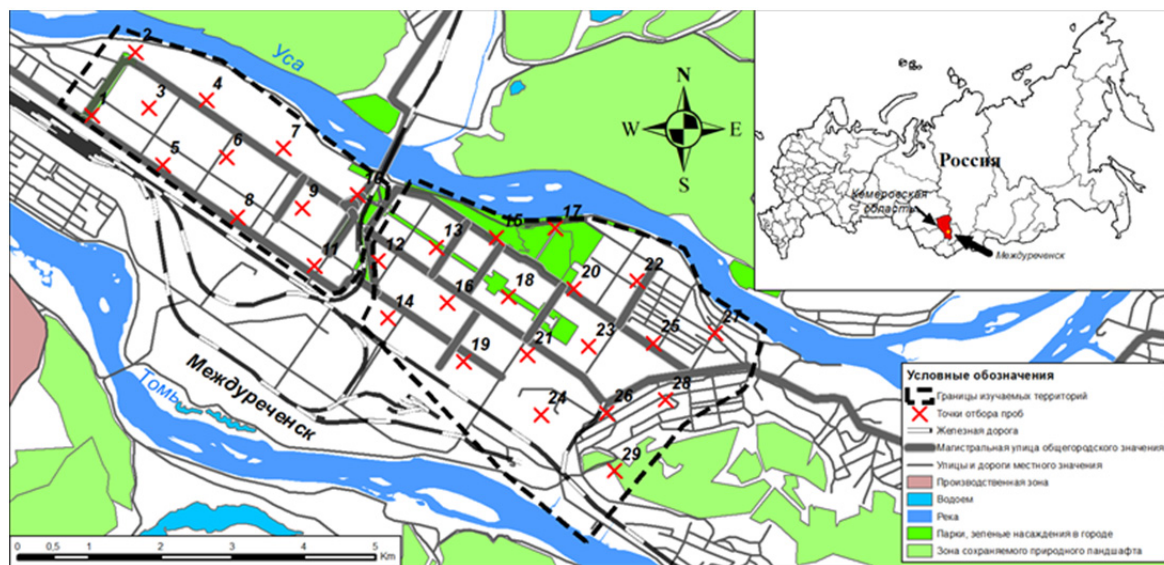 2
Уса
1
3
4
5
6
7
8
9
10
11
12
13
14
15
16
17
18
19
20
21
22
23
24
25
26
27
28
29
Томь
Междуреченск
N
W
E
S
Россия
Кемеровская
область
Междуреченск
Условные обозначения
Границы изучаемых территорий
Точки отбора проб
Железная дорога
Магистральная улица общегородского значения
Улицы и дороги местного значения
Производственная зона
Водоем
Река
Парки, зеленые насаждения в городе
Зона сохраняемого природного ландшафта
0 0,5 1 2 3 4 5
Km